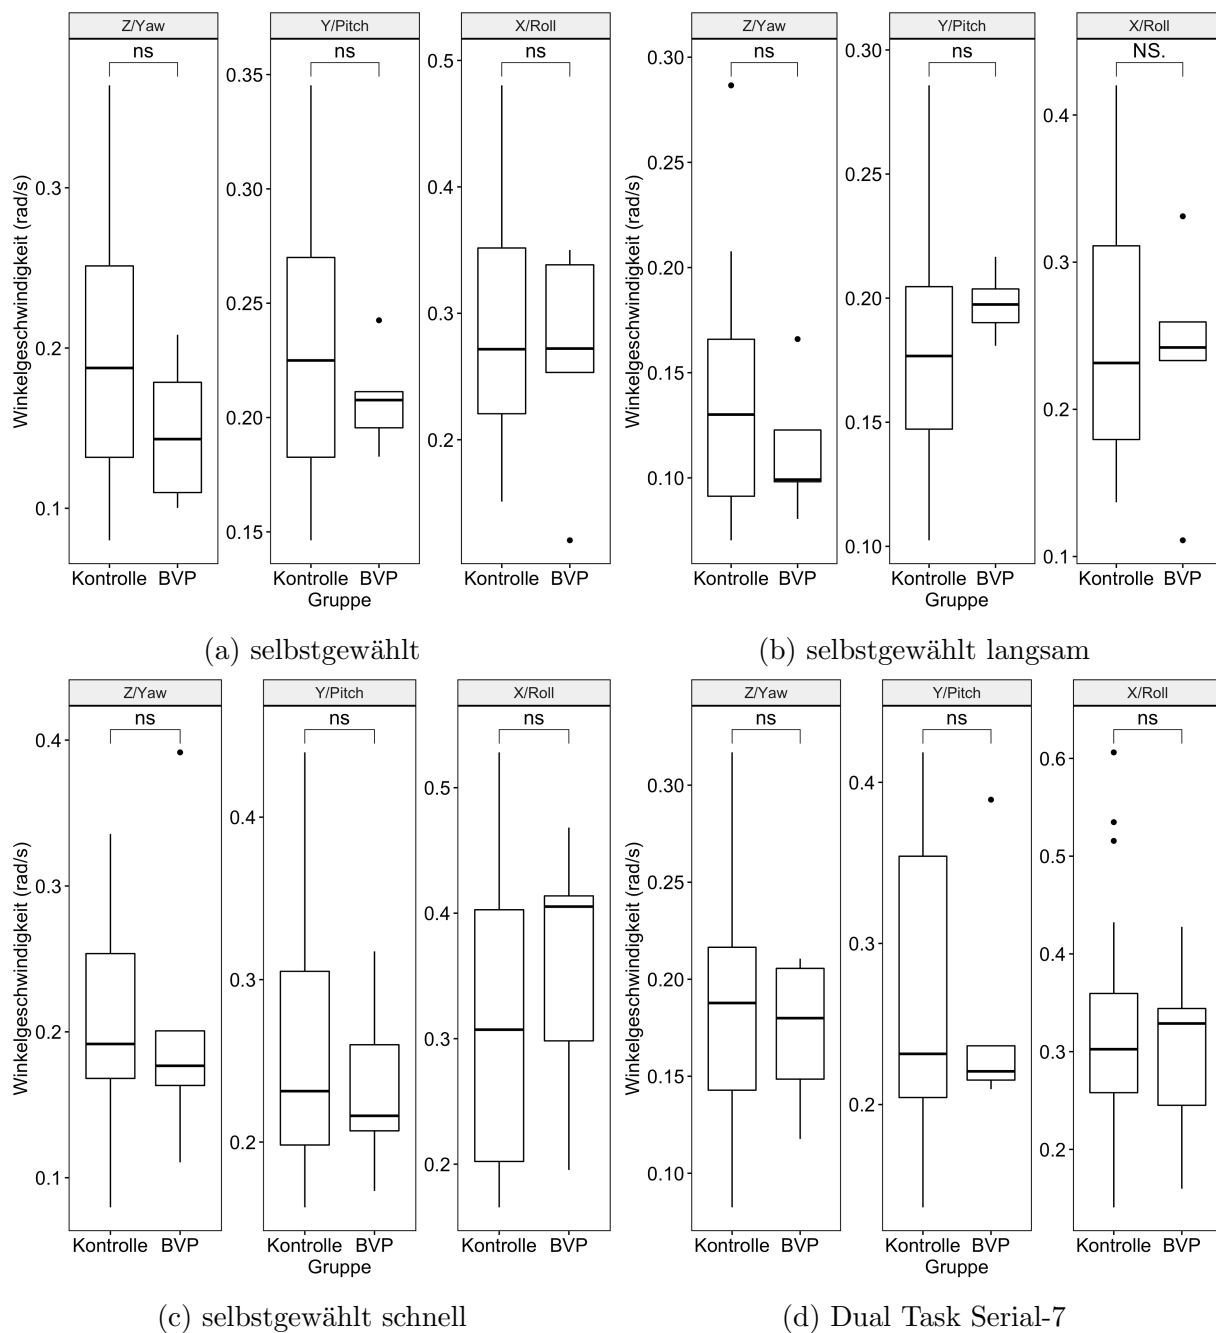 Z/Yaw Y/Pitch X/Roll
ns ns ns
Winkelgeschwindigkeit (rad/s)
0.3
0.2
0.1
0.35
0.30
0.25
0.20
0.15
0.5
0.4
0.3
0.2
Kontrolle BVP Kontrolle BVP Kontrolle BVP
Gruppe
(a) selbstgewählt
Z/Yaw Y/Pitch X/Roll
ns ns NS.
Winkelgeschwindigkeit (rad/s)
0.30
0.25
0.20
0.15
0.10
0.30
0.25
0.20
0.15
0.10
0.4
0.3
0.2
0.1
Kontrolle BVP Kontrolle BVP Kontrolle BVP
Gruppe
(b) selbstgewählt langsam
Z/Yaw Y/Pitch X/Roll
ns ns ns
Winkelgeschwindigkeit (rad/s)
0.4
0.3
0.2
0.1
0.4
0.3
0.2
0.5
0.4
0.3
0.2
Kontrolle BVP Kontrolle BVP Kontrolle BVP
Gruppe
(c) selbstgewählt schnell
Z/Yaw Y/Pitch X/Roll
ns ns ns
Winkelgeschwindigkeit (rad/s)
0.30
0.25
0.20
0.15
0.10
0.4
0.3
0.2
0.6
0.5
0.4
0.3
0.2
Kontrolle BVP Kontrolle BVP Kontrolle BVP
Gruppe
(d) Dual Task Serial-7